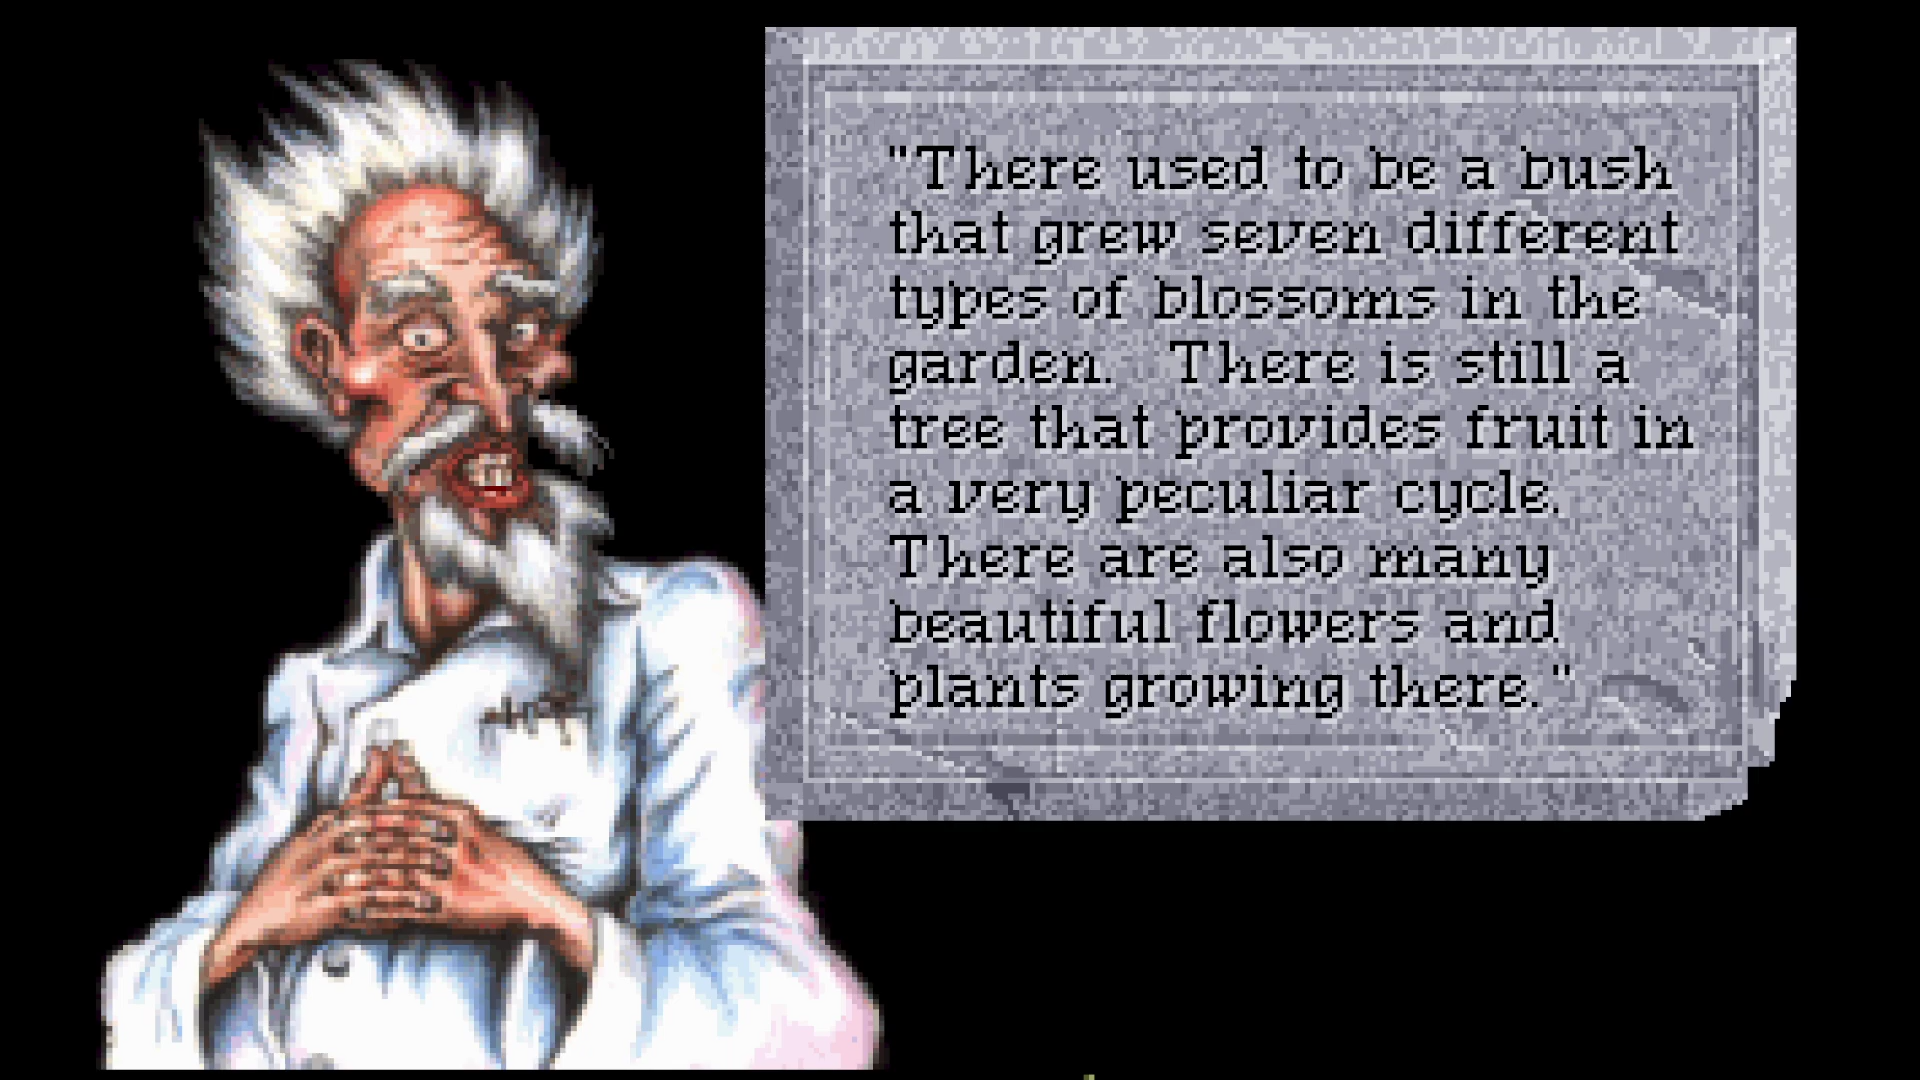 "There used to be a bush
that grew seven different
types of blossoms in the
garden.  There is still a
tree that provides fruit in
a very peculiar cycle.
There are also many
beautiful flowers and
plants growing there."